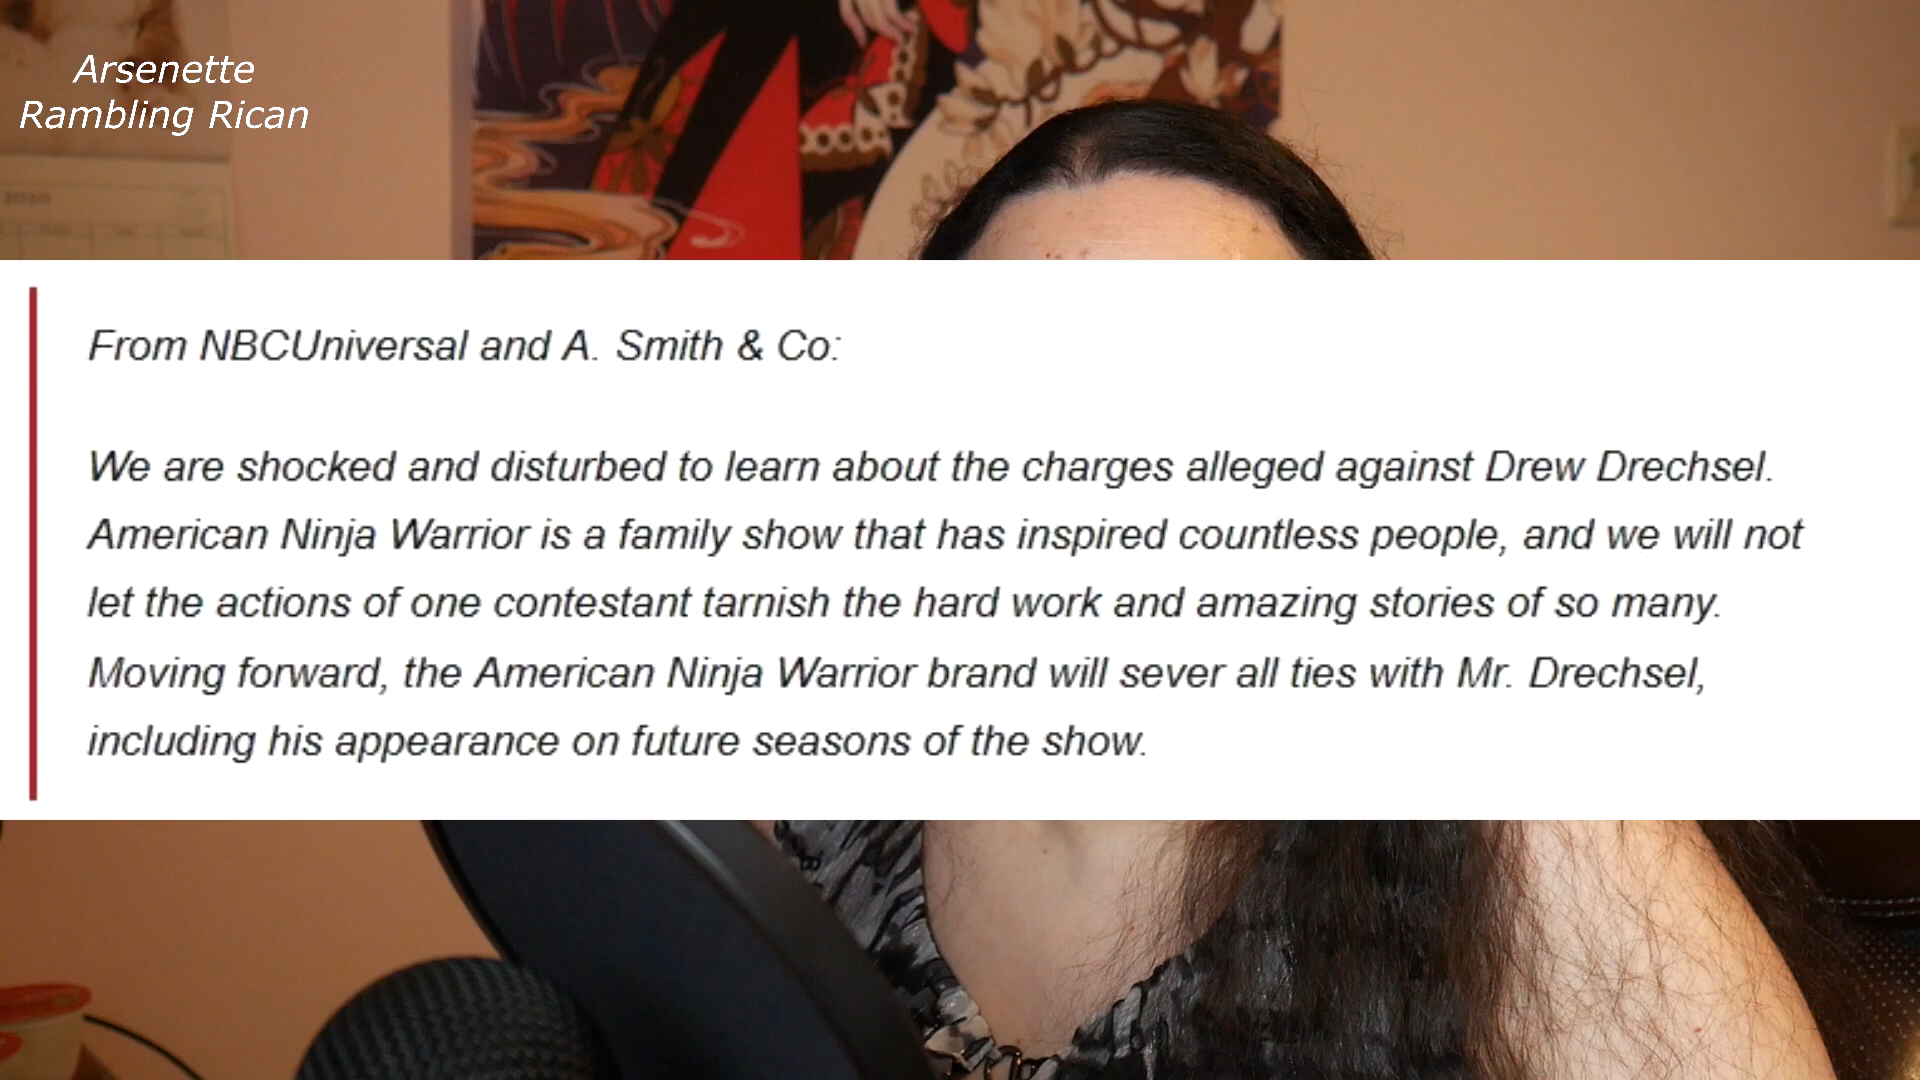 Arsenette
Rambling Rican
2020
From NBCUniversal and A. Smith & Co:
We are shocked and disturbed to learn about the charges alleged against Drew Drechsel.
American Ninja Warrior is a family show that has inspired countless people, and we will not
let the actions of one contestant tarnish the hard work and amazing stories of so many.
Moving forward, the American Ninja Warrior brand will sever all ties with Mr. Drechsel,
including his appearance on future seasons of the show.